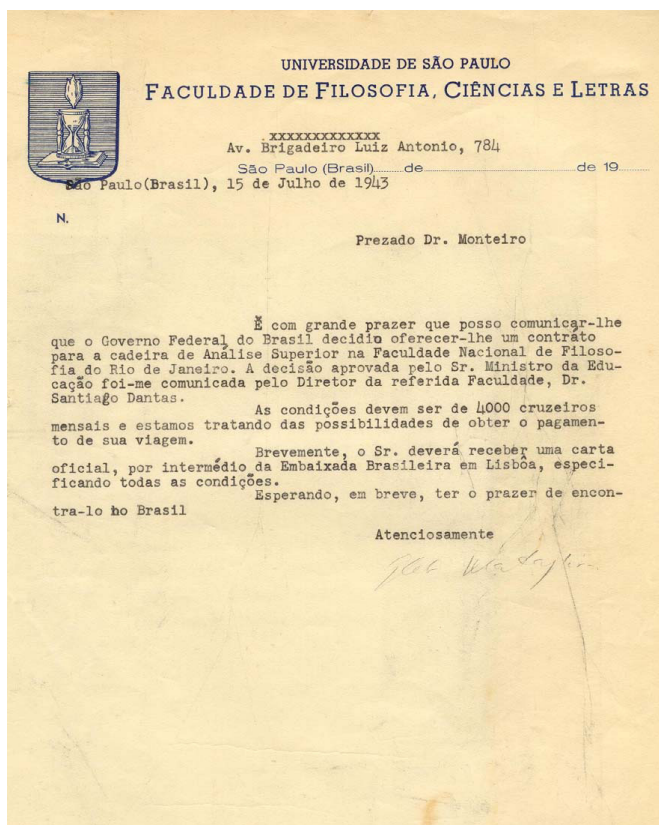 UNIVERSIDADE DE SÃO PAULO
FACULDADE DE FILOSOFIA, CIÊNCIAS E LETRAS
xxxxxxxxxxxxx
Av. Brigadeiro Luiz Antonio, 784
São Paulo (Brasil)........de........................................de 19........
São Paulo(Brasil), 15 de Julho de 1943
N.
Prezado Dr. Monteiro
É com grande prazer que posso comunicar-lhe
que o Governo Federal do Brasil decidiu oferecer-lhe um contráto
para a cadeira de Análise Superior na Faculdade Nacional de Filoso-
fia do Rio de Janeiro. A decisão aprovada pelo Sr. Ministro da Edu-
cação foi-me comunicada pelo Diretor da referida Faculdade, Dr.
Santiago Dantas.
As condições devem ser de 4000 cruzeiros
mensais e estamos tratando das possibilidades de obter o pagamen-
to de sua viagem.
Brevemente, o Sr. deverá receber uma carta
oficial, por intermédio da Embaixada Brasileira em Lisbôa, especi-
ficando todas as condições.
Esperando, em breve, ter o prazer de encon-
tra-lo no Brasil
Atenciosamente